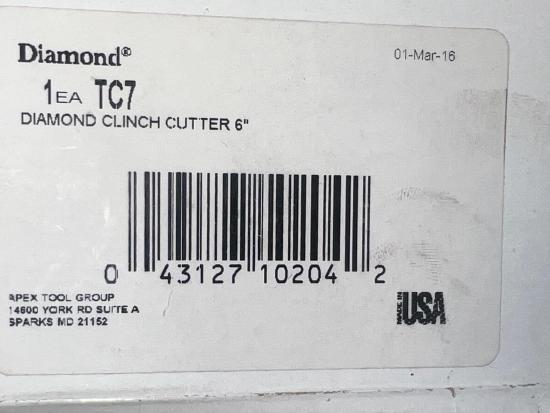 Diamond®
01-Mar-16
1EA TC7
DIAMOND CLINCH CUTTER 6"
0 43127 10204 2
APEX TOOL GROUP
14600 YORK RD SUITE A
SPARKS MD 21152
MADE IN USA